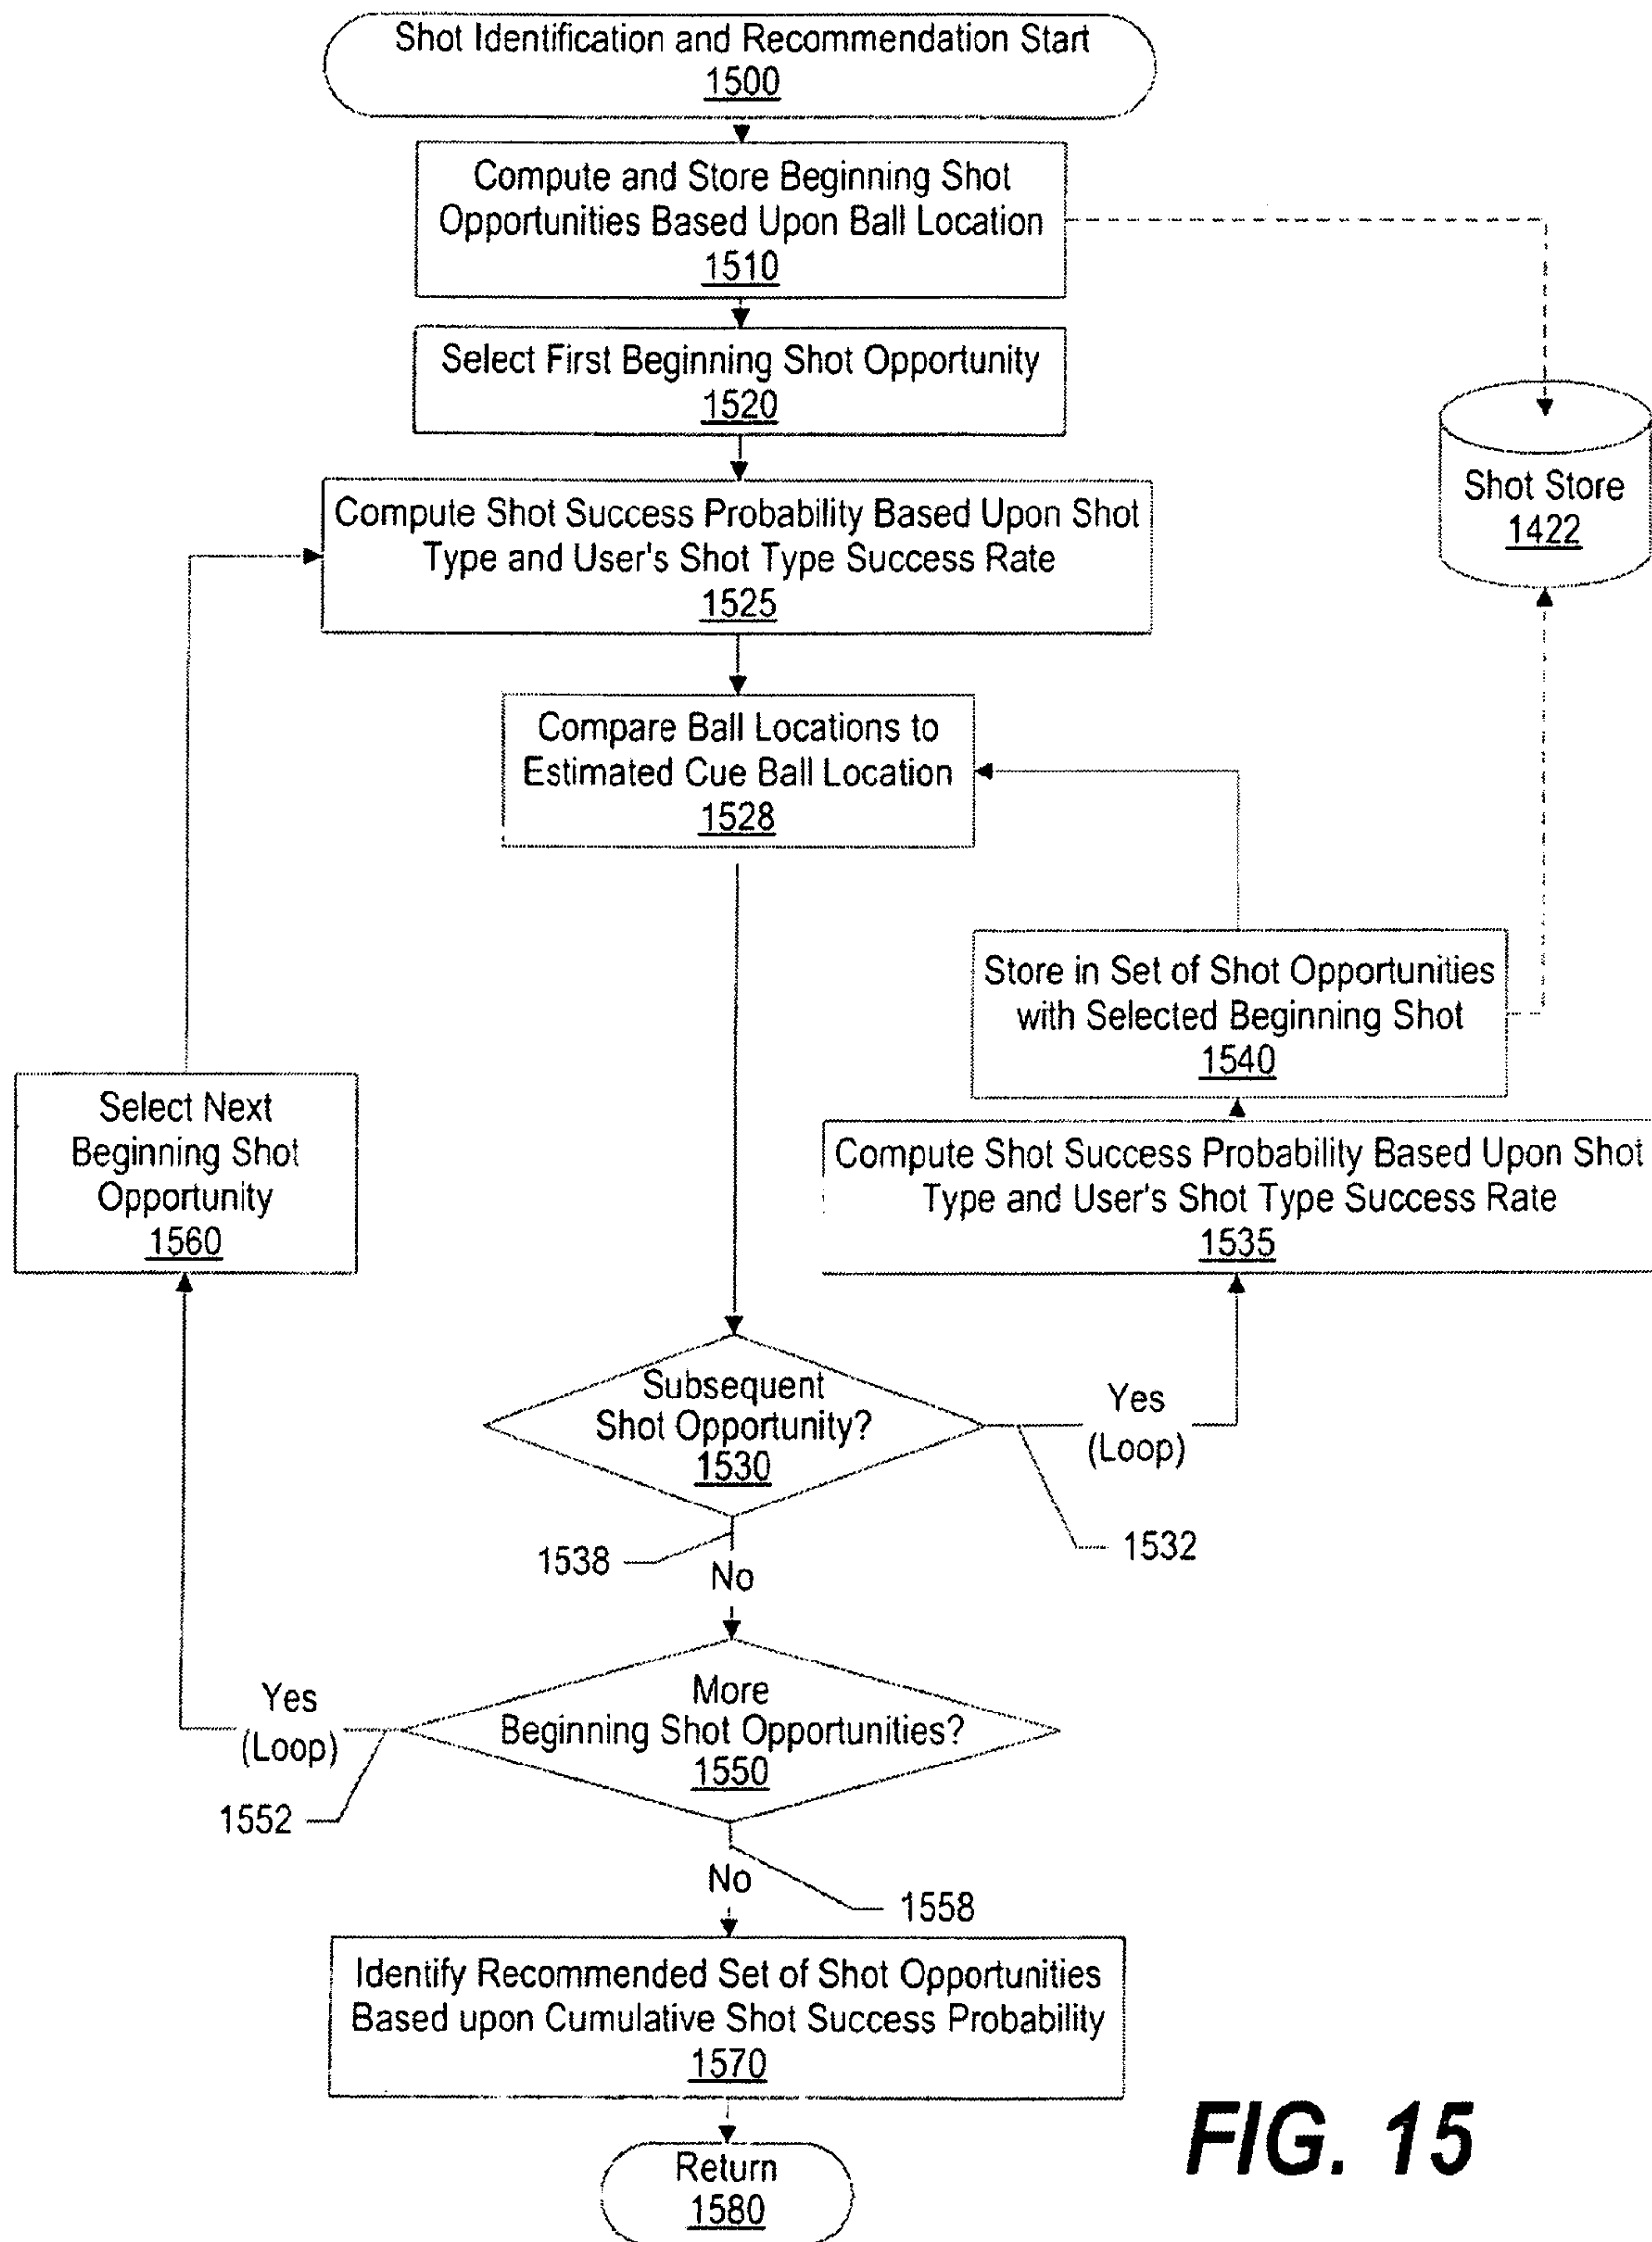 Shot Identification and Recommendation Start
1500
Compute and Store Beginning Shot
Opportunities Based Upon Ball Location
1510
Select First Beginning Shot Opportunity
1520
Shot Store
1422
Compute Shot Success Probability Based Upon Shot
Type and User's Shot Type Success Rate
1525
Compare Ball Locations to
Estimated Cue Ball Location
1528
Store in Set of Shot Opportunities
with Selected Beginning Shot
1540
Select Next
Beginning Shot
Opportunity
1560
Compute Shot Success Probability Based Upon Shot
Type and User's Shot Type Success Rate
1535
Subsequent
Shot Opportunity?
1530
Yes
(Loop)
1532
1538
No
More
Beginning Shot Opportunities?
1550
Yes
(Loop)
1552
No
1558
Identify Recommended Set of Shot Opportunities
Based upon Cumulative Shot Success Probability
1570
Return
1580
FIG. 15